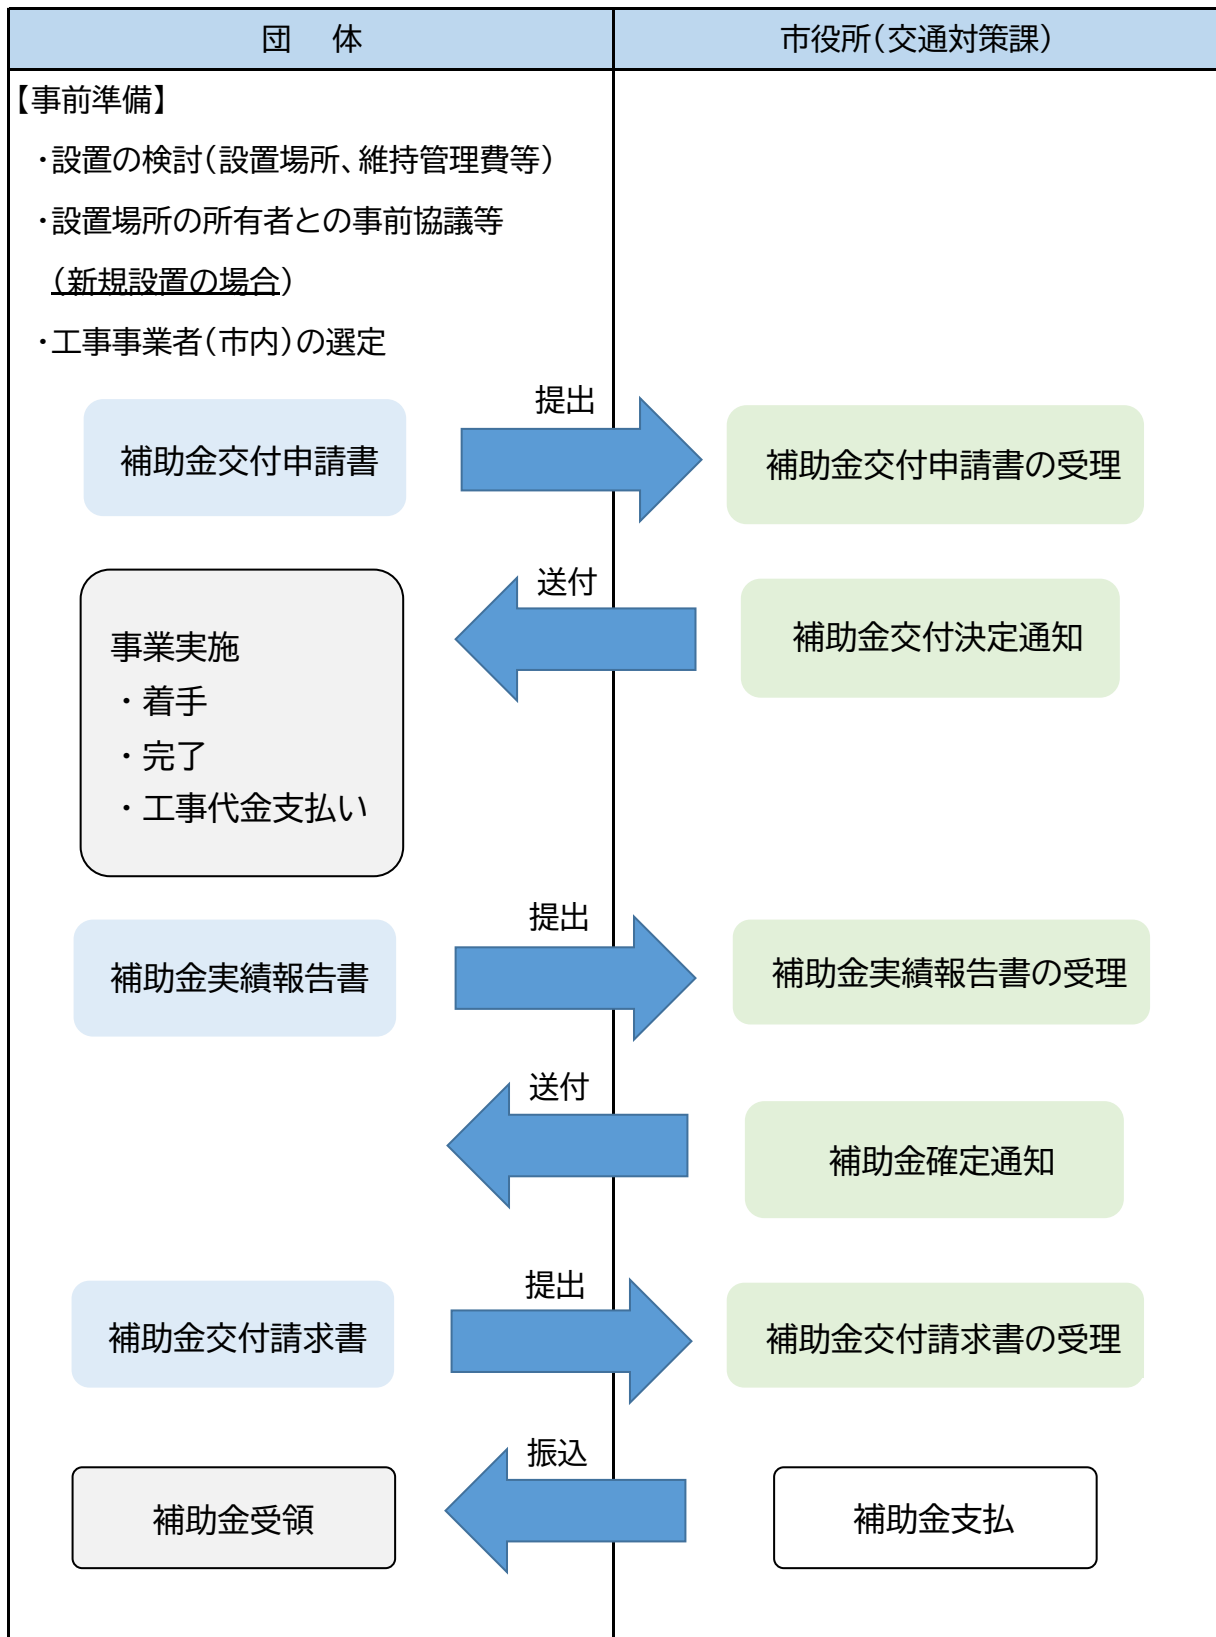 団　体
市役所（交通対策課）
【事前準備】
・設置の検討（設置場所、維持管理費等）
・設置場所の所有者との事前協議等
（新規設置の場合）
・工事事業者（市内）の選定
提出
補助金交付申請書
補助金交付申請書の受理
送付
補助金交付決定通知
事業実施
・着手
・完了
・工事代金支払い
提出
補助金実績報告書
補助金実績報告書の受理
送付
補助金確定通知
提出
補助金交付請求書
補助金交付請求書の受理
振込
補助金受領
補助金支払